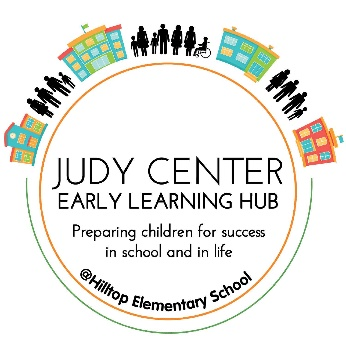 JUDY CENTER
EARLY LEARNING HUB
Preparing children for success
in school and in life
@Hilltop Elementary School